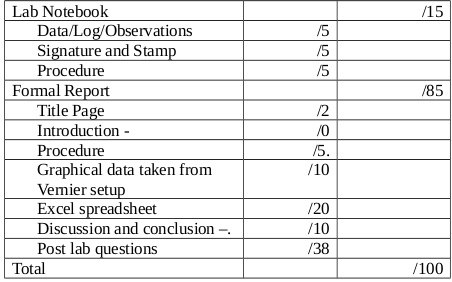 Lab Notebook /15
Data/Log/Observations /5
Signature and Stamp /5
Procedure /5
Formal Report /85
Title Page /2
Introduction - /0
Procedure /5.
Graphical data taken from /10
Vernier setup
Excel spreadsheet /20
Discussion and conclusion –. /10
Post lab questions /38
Total /100